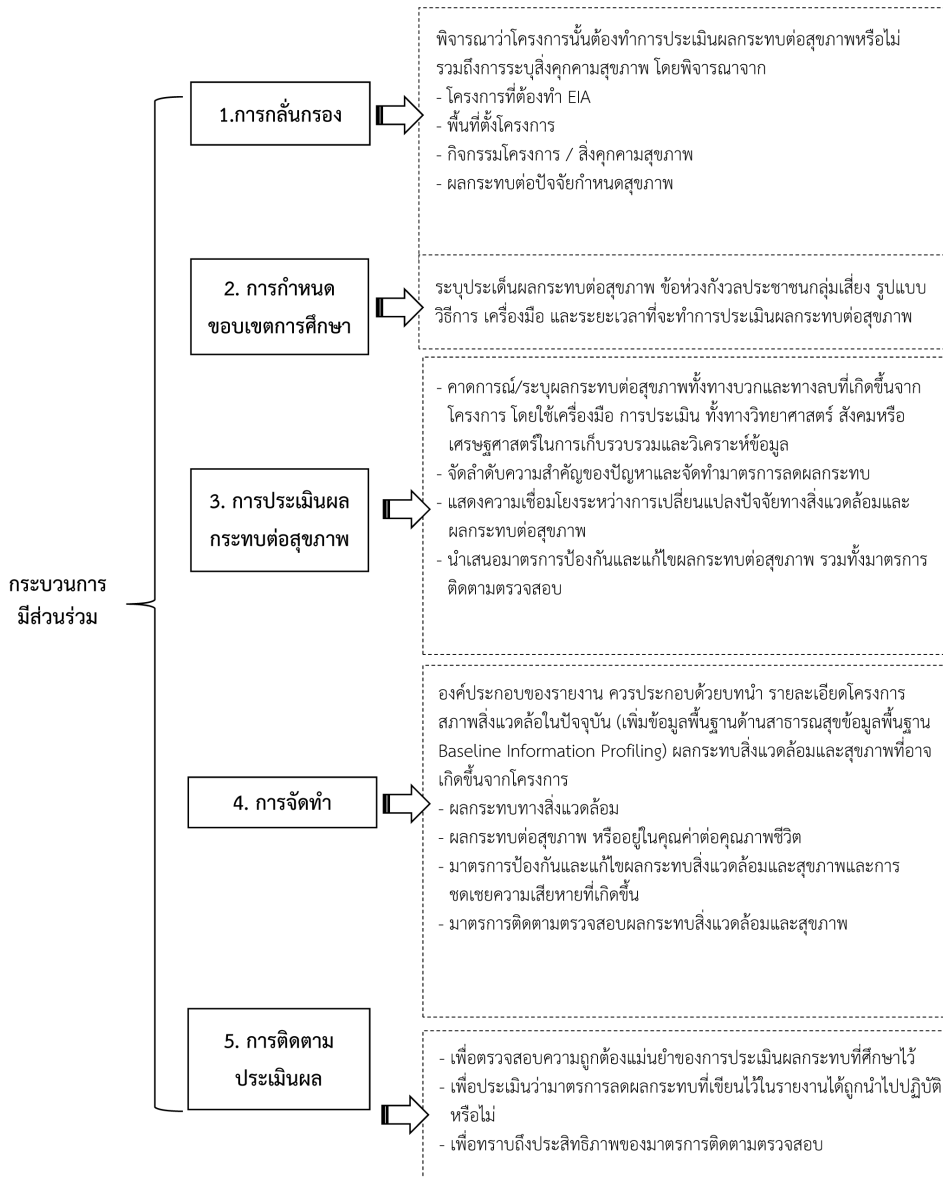 พิจารณาว่าโครงการนั้นต้องทำการประเมินผลกระทบต่อสุขภาพหรือไม่
รวมถึงการระบุสิ่งคุกคามสุขภาพ โดยพิจารณาจาก
- โครงการที่ต้องทำ EIA
- พื้นที่ตั้งโครงการ
- กิจกรรมโครงการ / สิ่งคุกคามสุขภาพ
- ผลกระทบต่อปัจจัยกำหนดสุขภาพ
1.การกลั่นกรอง
2. การกำหนด
ขอบเขตการศึกษา
ระบุประเด็นผลกระทบต่อสุขภาพ ข้อห่วงกังวลประชาชนกลุ่มเสี่ยง รูปแบบ
วิธีการ เครื่องมือ และระยะเวลาที่จะทำการประเมินผลกระทบต่อสุขภาพ
3. การประเมินผล
กระทบต่อสุขภาพ
- คาดการณ์/ระบุผลกระทบต่อสุขภาพทั้งทางบวกและทางลบที่เกิดขึ้นจาก
โครงการ โดยใช้เครื่องมือ การประเมิน ทั้งทางวิทยาศาสตร์ สังคมหรือ
เศรษฐศาสตร์ในการเก็บรวบรวมและวิเคราะห์ข้อมูล
- จัดลำดับความสำคัญของปัญหาและจัดทำมาตรการลดผลกระทบ
- แสดงความเชื่อมโยงระหว่างการเปลี่ยนแปลงปัจจัยทางสิ่งแวดล้อมและ
ผลกระทบต่อสุขภาพ
- นำเสนอมาตรการป้องกันและแก้ไขผลกระทบต่อสุขภาพ รวมทั้งมาตรการ
ติดตามตรวจสอบ
กระบวนการ
มีส่วนร่วม
4. การจัดทำ
องค์ประกอบของรายงาน ควรประกอบด้วยบทนำ รายละเอียดโครงการ
สภาพสิ่งแวดล้อในปัจจุบัน (เพิ่มข้อมูลพื้นฐานด้านสาธารณสุขข้อมูลพื้นฐาน
Baseline Information Profiling) ผลกระทบสิ่งแวดล้อมและสุขภาพที่อาจ
เกิดขึ้นจากโครงการ
- ผลกระทบทางสิ่งแวดล้อม
- ผลกระทบต่อสุขภาพ หรืออยู่ในคุณค่าต่อคุณภาพชีวิต
- มาตรการป้องกันและแก้ไขผลกระทบสิ่งแวดล้อมและสุขภาพและการ
ชดเชยความเสียหายที่เกิดขึ้น
- มาตรการติดตามตรวจสอบผลกระทบสิ่งแวดล้อมและสุขภาพ
5. การติดตาม
ประเมินผล
- เพื่อตรวจสอบความถูกต้องแม่นยำของการประเมินผลกระทบที่ศึกษาไว้
- เพื่อประเมินว่ามาตรการลดผลกระทบที่เขียนไว้ในรายงานได้ถูกนำไปปฏิบัติ
หรือไม่
- เพื่อทราบถึงประสิทธิภาพของมาตรการติดตามตรวจสอบ